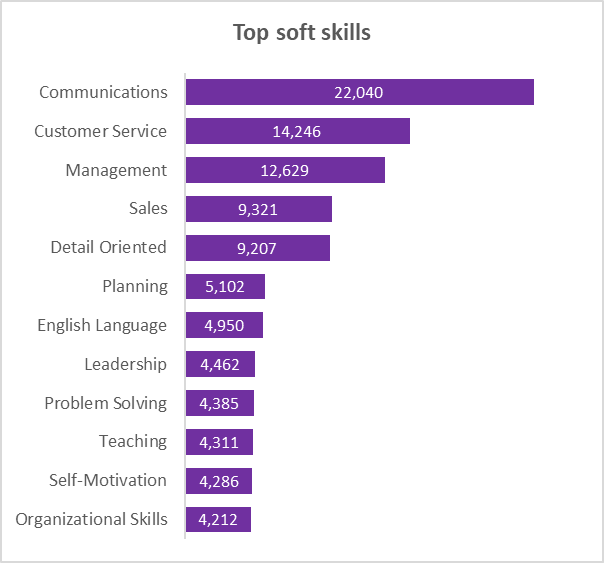 Top soft skills
Communications 22,040
Customer Service 14,246
Management 12,629
Sales 9,321
Detail Oriented 9,207
Planning 5,102
English Language 4,950
Leadership 4,462
Problem Solving 4,385
Teaching 4,311
Self-Motivation 4,286
Organizational Skills 4,212